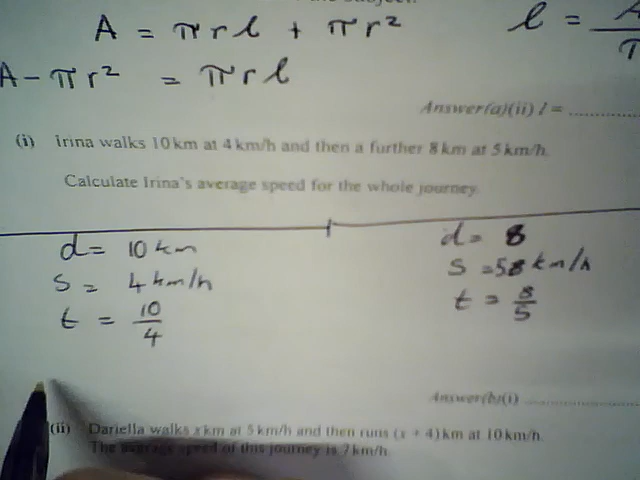 A = πrl + πr² l =
A - πr² = πrl
Answer(a)(ii) l = ..............
(i) Irina walks 10 km at 4 km/h and then a further 8 km at 5 km/h.
Calculate Irina's average speed for the whole journey.
d = 10 km
s = 4 km/h
t = 10/4
d = 8
s = 5 km/h
t = 8/5
Answer(b)(i) ..............
(ii) Dariella walks x km at 5 km/h and then runs (x + 4) km at 10 km/h.
The average speed of this journey is 7 km/h.